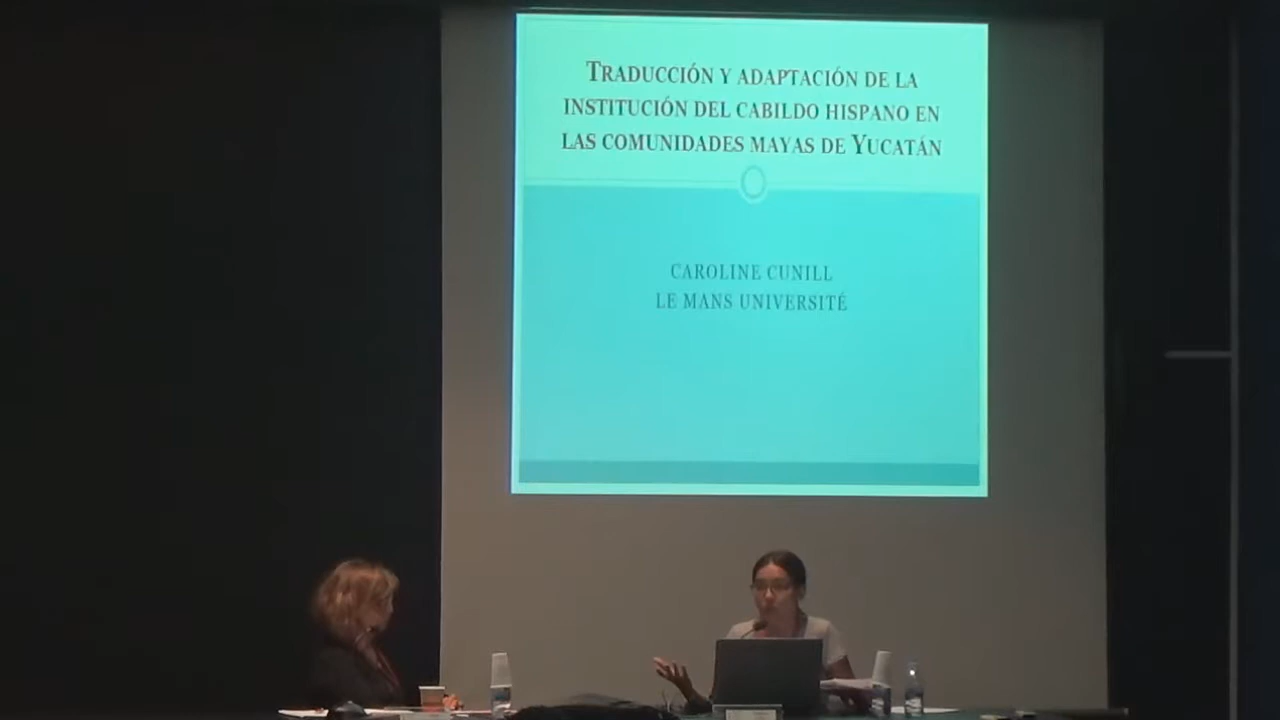 TRADUCCIÓN Y ADAPTACIÓN DE LA
INSTITUCIÓN DEL CABILDO HISPANO EN
LAS COMUNIDADES MAYAS DE YUCATÁN
CAROLINE CUNILL
LE MANS UNIVERSITÉ